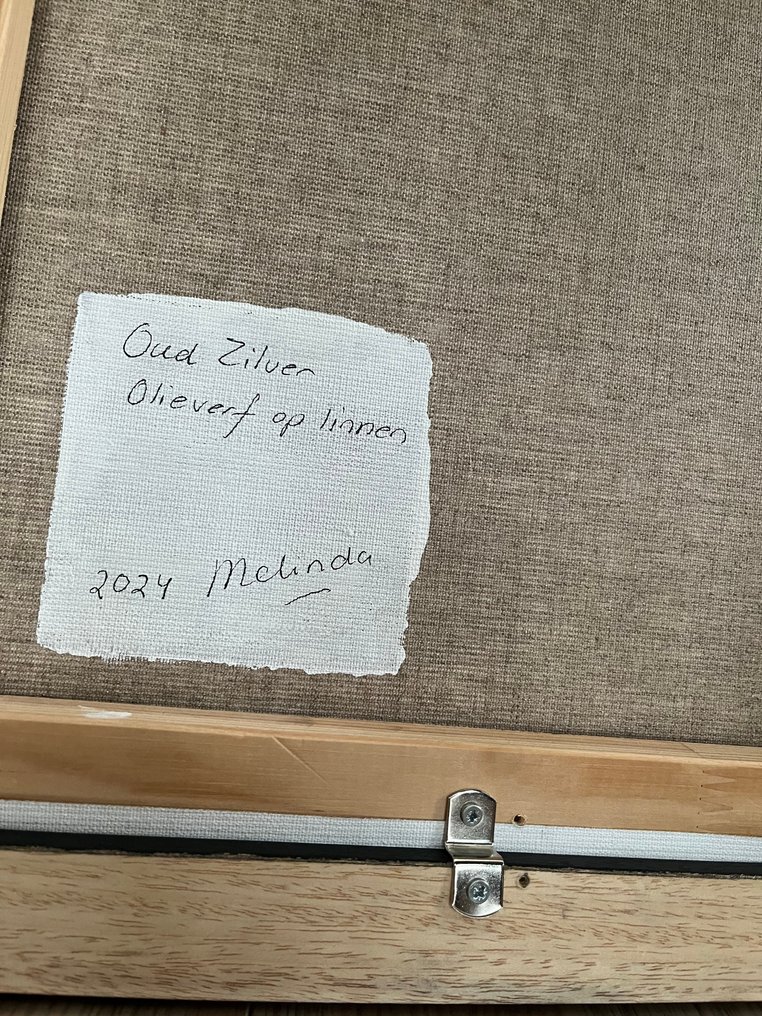 Oud Zilver
Olieverf op linnen
2024 Melinda